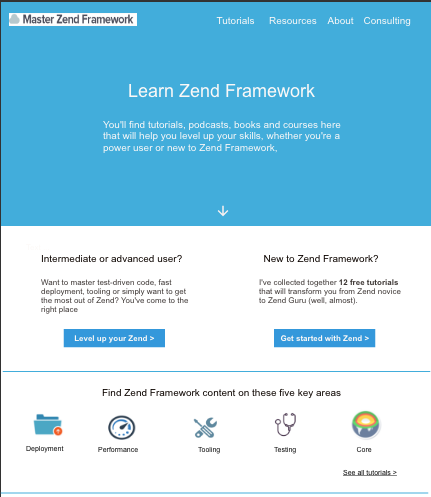 Master Zend Framework
Tutorials Resources About Consulting
Learn Zend Framework
You'll find tutorials, podcasts, books and courses here
that will help you level up your skills, whether you're a
power user or new to Zend Framework,
Intermediate or advanced user?
Want to master test-driven code, fast
deployment, tooling or simply want to get
the most out of Zend? You've come to the
right place
Level up your Zend >
New to Zend Framework?
I've collected together 12 free tutorials
that will transform you from Zend novice
to Zend Guru (well, almost).
Get started with Zend >
Find Zend Framework content on these five key areas
Deployment
Performance
Tooling
Testing
Core
See all tutorials >